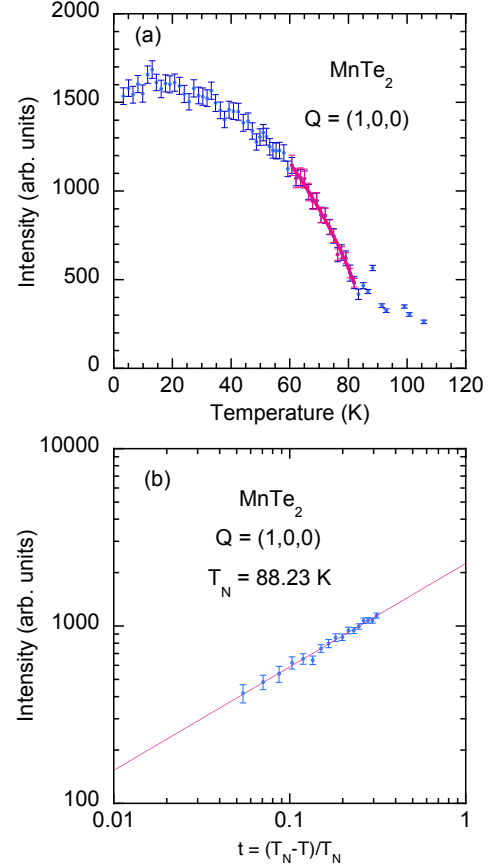 2000
(a)
MnTe2
Q = (1,0,0)
1500
1000
500
0
Intensity (arb. units)
0 20 40 60 80 100 120
Temperature (K)
10000
(b)
MnTe2
Q = (1,0,0)
TN = 88.23 K
1000
100
Intensity (arb. units)
0.01 0.1 1
t = (TN-T)/TN